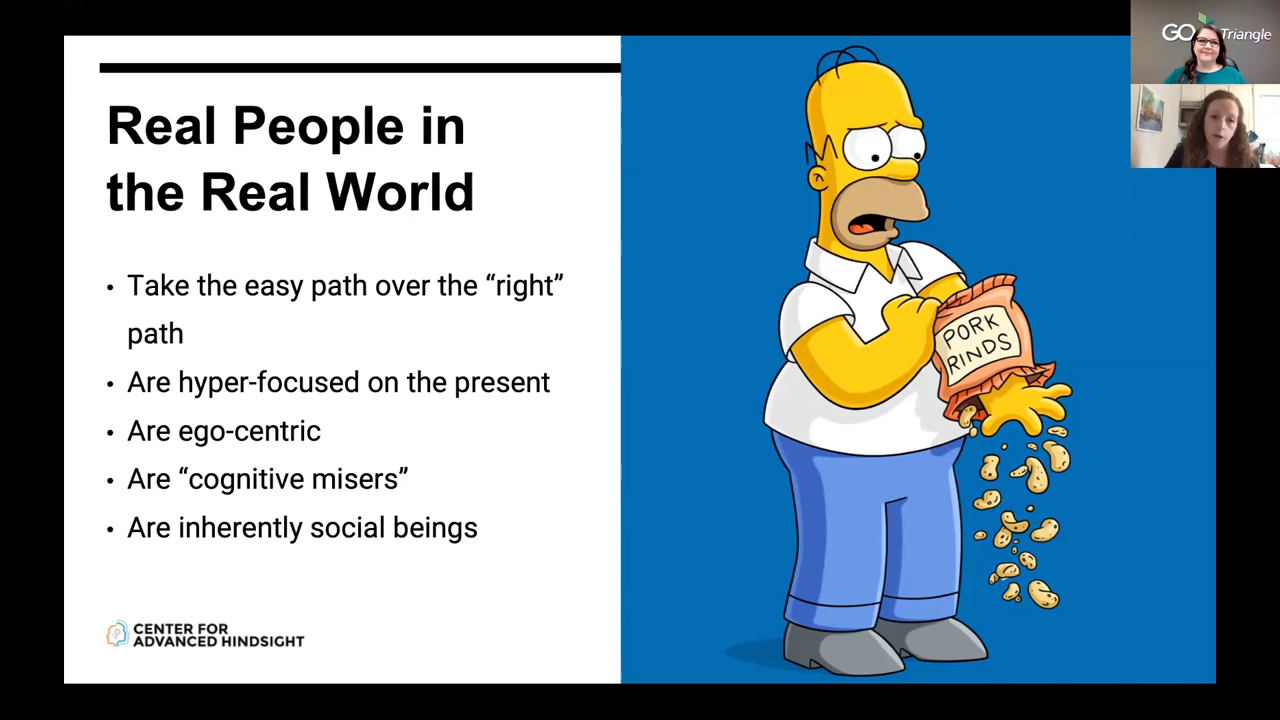 GO Triangle
Real People in
the Real World
• Take the easy path over the “right”
path
• Are hyper-focused on the present
• Are ego-centric
• Are “cognitive misers”
• Are inherently social beings
PORK
RINDS
CENTER FOR
ADVANCED HINDSIGHT